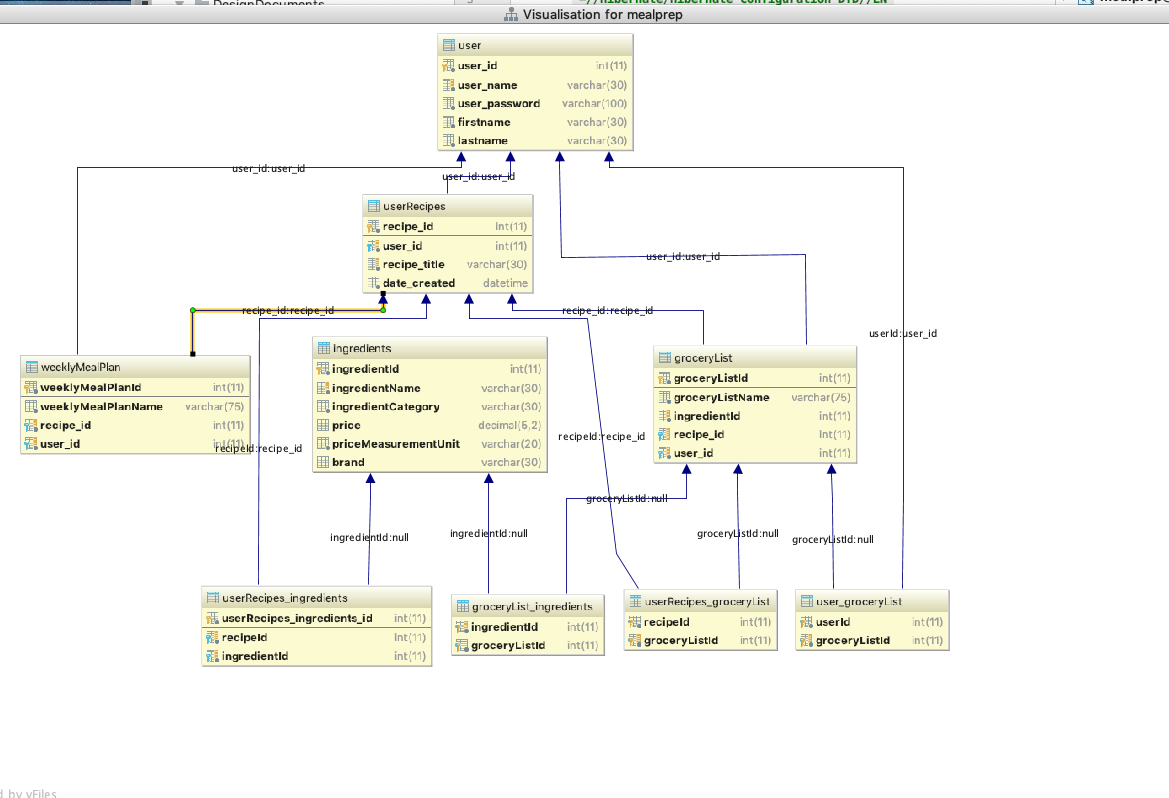 DesignDocuments
Visualisation for mealprep
user
user_id int(11)
user_name varchar(30)
user_password varchar(100)
firstname varchar(30)
lastname varchar(30)
user_id:user_id
user_id:user_id
userRecipes
recipe_id int(11)
user_id int(11)
recipe_title varchar(30)
date_created datetime
user_id:user_id
recipe_id:recipe_id
recipe_id:recipe_id
userId:user_id
weeklyMealPlan
weeklyMealPlanId int(11)
weeklyMealPlanName varchar(75)
recipe_id int(11)
user_id int(11)
recipeId:recipe_id
ingredients
ingredientId int(11)
ingredientName varchar(30)
ingredientCategory varchar(30)
price decimal(5,2)
priceMeasurementUnit varchar(20)
brand varchar(30)
recipeId:recipe_id
groceryList
groceryListId int(11)
groceryListName varchar(75)
ingredientId int(11)
recipe_id int(11)
user_id int(11)
groceryListId:null
ingredientId:null
ingredientId:null
groceryListId:null
groceryListId:null
userRecipes_ingredients
userRecipes_ingredients_id int(11)
recipeId int(11)
ingredientId int(11)
groceryList_ingredients
ingredientId int(11)
groceryListId int(11)
userRecipes_groceryList
recipeId int(11)
groceryListId int(11)
user_groceryList
userId int(11)
groceryListId int(11)
d by yFiles